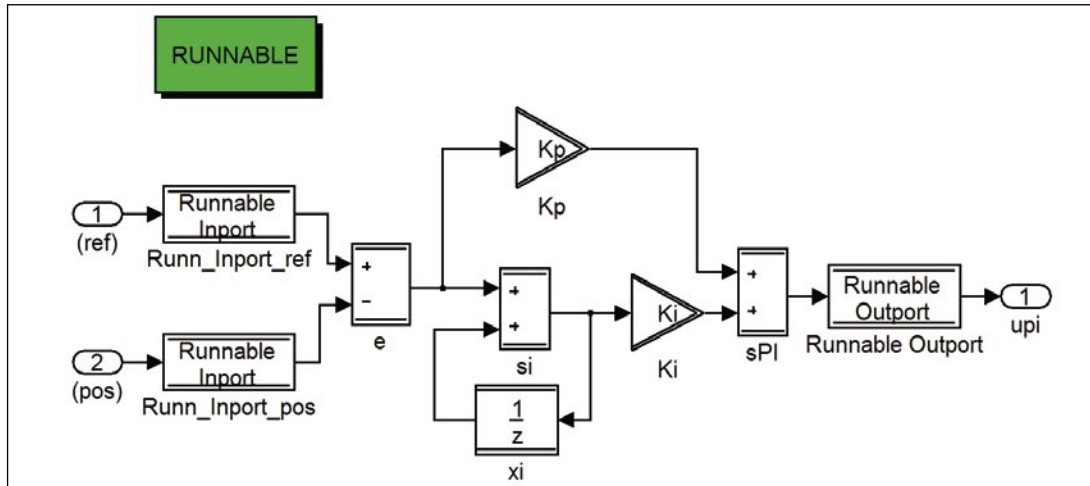 RUNNABLE
Kp
Kp
1
(ref)
Runnable
Inport
Runn_Inport_ref
+
−
e
2
(pos)
Runnable
Inport
Runn_Inport_pos
+
+
si
1
z
xi
Ki
Ki
+
+
sPI
Runnable
Outport
Runnable Outport
1
upi